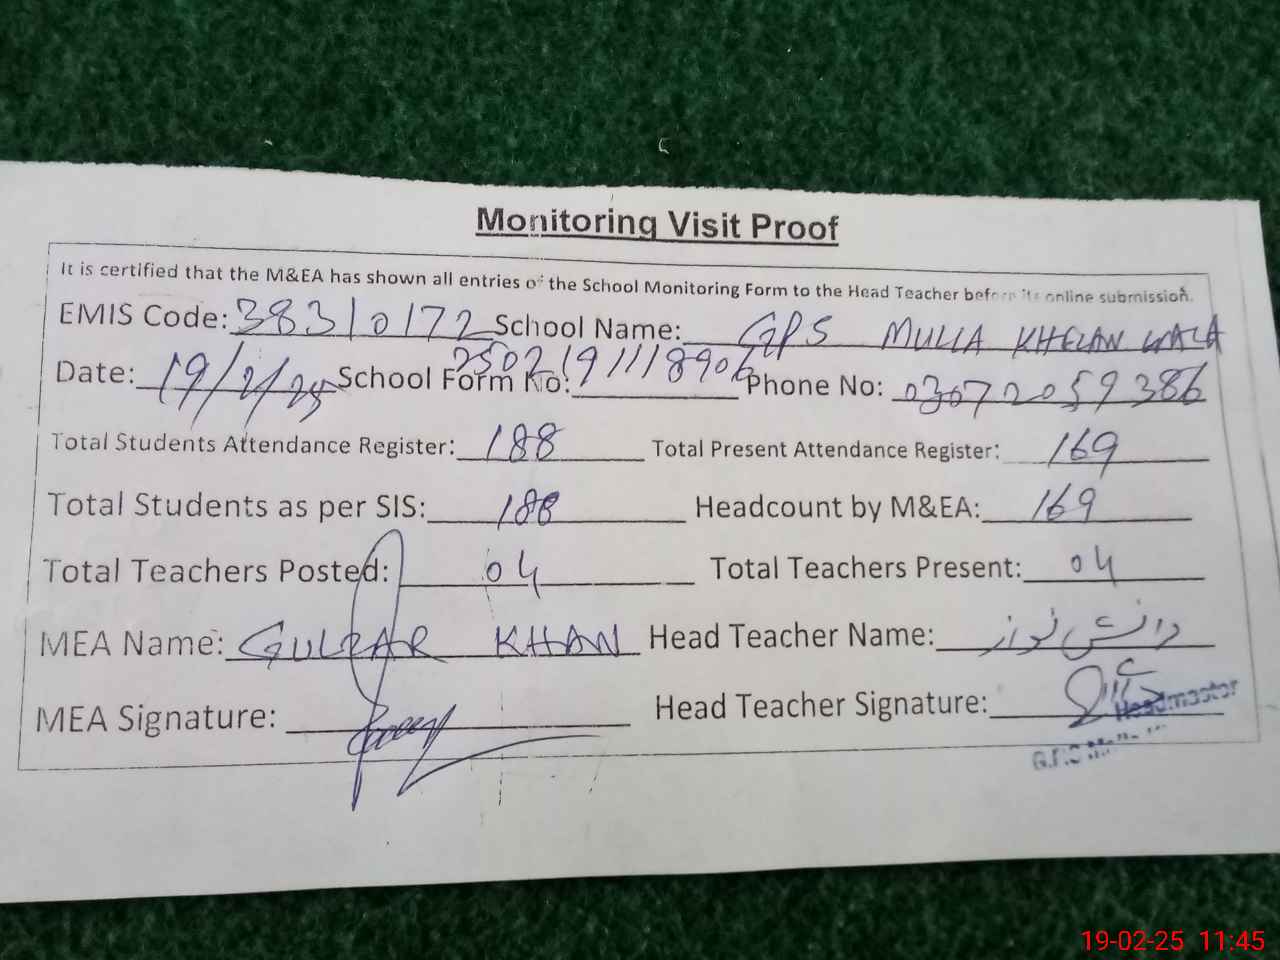 Monitoring Visit Proof
It is certified that the M&EA has shown all entries of the School Monitoring Form to the Head Teacher before its online submission.
EMIS Code: 38310172 School Name: GPS MULLA KHELAN WALA
Date: 19/2/25 School Form No: 2502191118906 Phone No: 03072059386
Total Students Attendance Register: 188 Total Present Attendance Register: 169
Total Students as per SIS: 188 Headcount by M&EA: 169
Total Teachers Posted: 04 Total Teachers Present: 04
MEA Name: GULZAR KHAN Head Teacher Name: دانش نواز
MEA Signature: Head Teacher Signature:
Headmaster
G.P.S
19-02-25 11:45